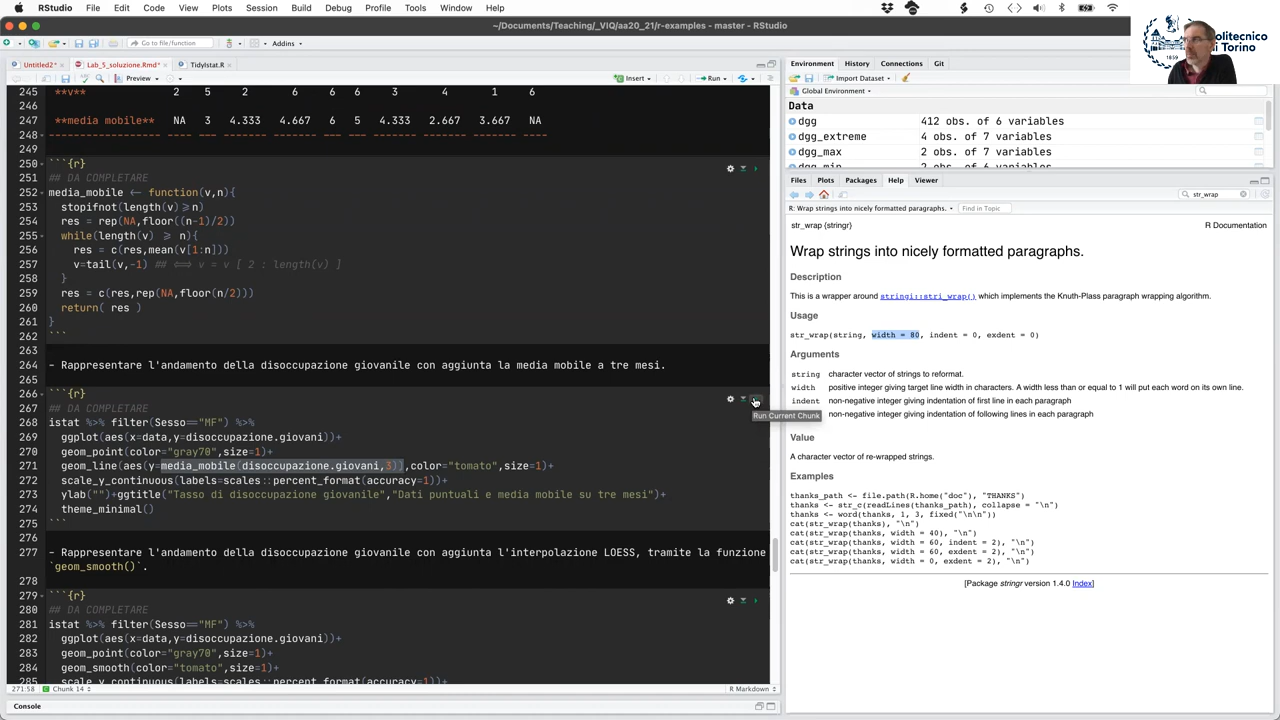 RStudio File Edit Code View Plots Session Build Debug Profile Tools Window Help
~/Documents/Teaching/_VIQ/aa20_21/r-examples - master - RStudio
Go to file/function Addins
Politecnico
di Torino
1859
Untitled2* Lab_5_soluzione.Rmd* TidyIstat.R
Preview Insert Run
245 **v** 2 5 2 6 6 6 3 4 1 6
246
247 **media mobile** NA 3 4.333 4.667 6 5 4.333 2.667 3.667 NA
248 ----------------- ---- --- ------- ------- --- --- ------- ------- ------- ----
249
250 ```{r}
251 ## DA COMPLETARE
252 media_mobile <- function(v,n){
253 stopifnot(length(v)>=n)
254 res = rep(NA,floor((n-1)/2))
255 while(length(v) >= n){
256 res = c(res,mean(v[1:n]))
257 v=tail(v,-1) ## <=> v = v [ 2 : length(v) ]
258 }
259 res = c(res,rep(NA,floor(n/2)))
260 return( res )
261 }
262 ```
263
264 - Rappresentare l'andamento della disoccupazione giovanile con aggiunta la media mobile a tre mesi.
265
266 ```{r}
267 ## DA COMPLETARE
268 istat %>% filter(Sesso=="MF") %>%
269 ggplot(aes(x=data,y=disoccupazione.giovani))+
270 geom_point(color="gray70",size=1)+
271 geom_line(aes(y=media_mobile(disoccupazione.giovani,3)),color="tomato",size=1)+
272 scale_y_continuous(labels=scales::percent_format(accuracy=1))+
273 ylab("")+ggtitle("Tasso di disoccupazione giovanile","Dati puntuali e media mobile su tre mesi")+
274 theme_minimal()
275 ```
276
277 - Rappresentare l'andamento della disoccupazione giovanile con aggiunta l'interpolazione LOESS, tramite la funzione
`geom_smooth()`.
278
279 ```{r}
280 ## DA COMPLETARE
281 istat %>% filter(Sesso=="MF") %>%
282 ggplot(aes(x=data,y=disoccupazione.giovani))+
283 geom_point(color="gray70",size=1)+
284 geom_smooth(color="tomato",size=1)+
285 scale_y_continuous(labels=scales::percent_format(accuracy=1))+
Run Current Chunk
271:58 Chunk 14 R Markdown
Console
Environment History Connections Git
Import Dataset
Global Environment
Data
dgg 412 obs. of 6 variables
dgg_extreme 4 obs. of 7 variables
dgg_max 2 obs. of 7 variables
dgg_min 2 obs. of 6 variables
Files Plots Packages Help Viewer
str_wrap
R: Wrap strings into nicely formatted paragraphs. Find in Topic
str_wrap {stringr} R Documentation
Wrap strings into nicely formatted paragraphs.
Description
This is a wrapper around stringi::stri_wrap() which implements the Knuth-Plass paragraph wrapping algorithm.
Usage
str_wrap(string, width = 80, indent = 0, exdent = 0)
Arguments
string character vector of strings to reformat.
width positive integer giving target line width in characters. A width less than or equal to 1 will put each word on its own line.
indent non-negative integer giving indentation of first line in each paragraph
non-negative integer giving indentation of following lines in each paragraph
Value
A character vector of re-wrapped strings.
Examples
thanks_path <- file.path(R.home("doc"), "THANKS")
thanks <- str_c(readLines(thanks_path), collapse = "\n")
thanks <- word(thanks, 1, 3, fixed("\n\n"))
cat(str_wrap(thanks), "\n")
cat(str_wrap(thanks, width = 40), "\n")
cat(str_wrap(thanks, width = 60, indent = 2), "\n")
cat(str_wrap(thanks, width = 60, exdent = 2), "\n")
cat(str_wrap(thanks, width = 0, exdent = 2), "\n")
[Package stringr version 1.4.0 Index]